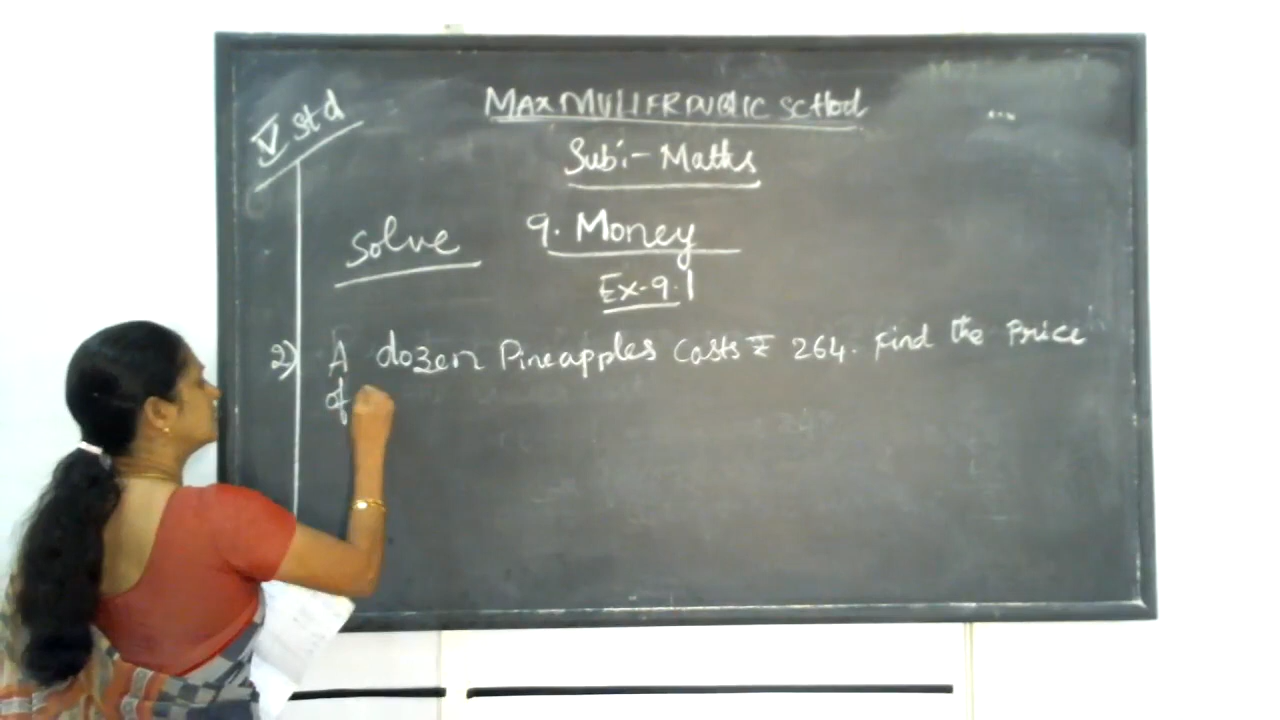 V Std
MAX MULLER PUBLIC SCHOOL
Sub:- Maths
Solve 9. Money
Ex-9.1
2) A dozen Pineapples Costs ₹ 264. Find the Price
of